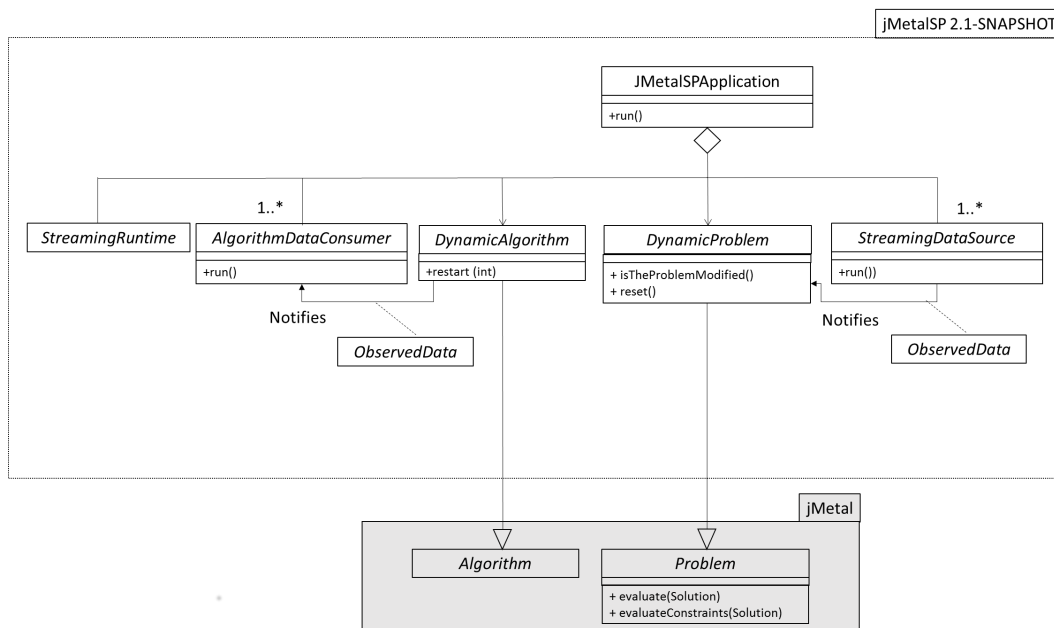 jMetalSP 2.1-SNAPSHOT
JMetalSPApplication
+run()
1..*
1..*
StreamingRuntime
AlgorithmDataConsumer
+run()
DynamicAlgorithm
+restart (int)
DynamicProblem
+ isTheProblemModified()
+ reset()
StreamingDataSource
+run())
Notifies
Notifies
ObservedData
ObservedData
jMetal
Algorithm
Problem
+ evaluate(Solution)
+ evaluateConstraints(Solution)